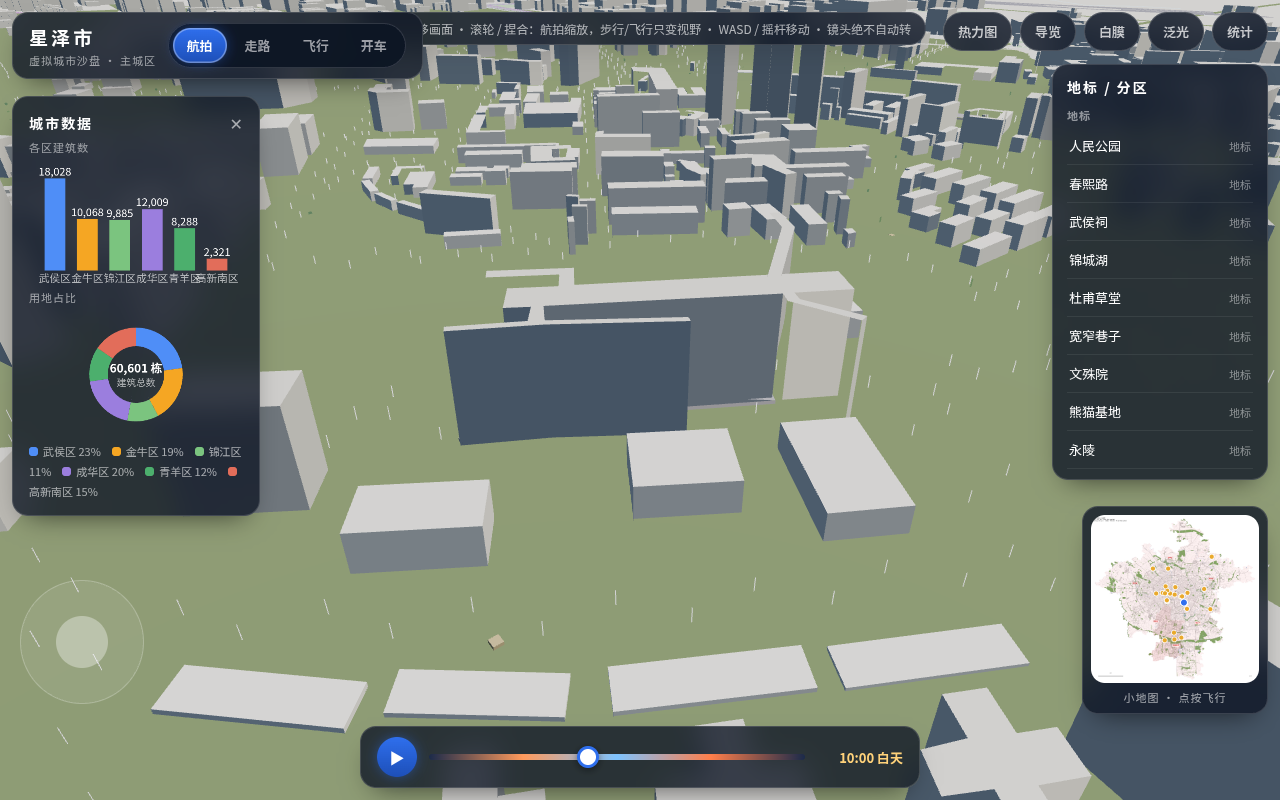 星泽市
虚拟城市沙盘 · 主城区
航拍
走路
飞行
开车
移画面 · 滚轮 / 捏合：航拍缩放，步行/飞行只变视野 · WASD / 摇杆移动 · 镜头绝不自动转
热力图
导览
白膜
泛光
统计
城市数据
×
各区建筑数
18,028
10,068
9,885
12,009
8,288
2,321
武侯区
金牛区
锦江区
成华区
青羊区
高新南区
用地占比
60,601 栋
建筑总数
武侯区 23% 金牛区 19% 锦江区
11% 成华区 20% 青羊区 12%
高新南区 15%
地标 / 分区
地标
人民公园 地标
春熙路 地标
武侯祠 地标
锦城湖 地标
杜甫草堂 地标
宽窄巷子 地标
文殊院 地标
熊猫基地 地标
永陵 地标
小地图 · 点按飞行
10:00 白天